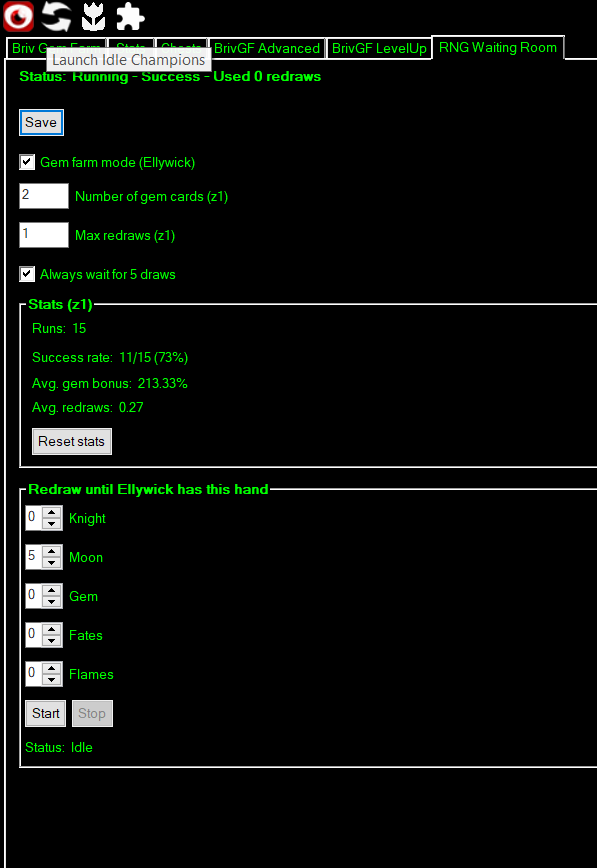 Briv Gem Farm Stats Cheats BrivGF Advanced BrivGF LevelUp RNG Waiting Room
Launch Idle Champions
Status: Running - Success - Used 0 redraws
Save
Gem farm mode (Ellywick)
2 Number of gem cards (z1)
1 Max redraws (z1)
Always wait for 5 draws
Stats (z1)
Runs: 15
Success rate: 11/15 (73%)
Avg. gem bonus: 213.33%
Avg. redraws: 0.27
Reset stats
Redraw until Ellywick has this hand
0 Knight
5 Moon
0 Gem
0 Fates
0 Flames
Start Stop
Status: Idle